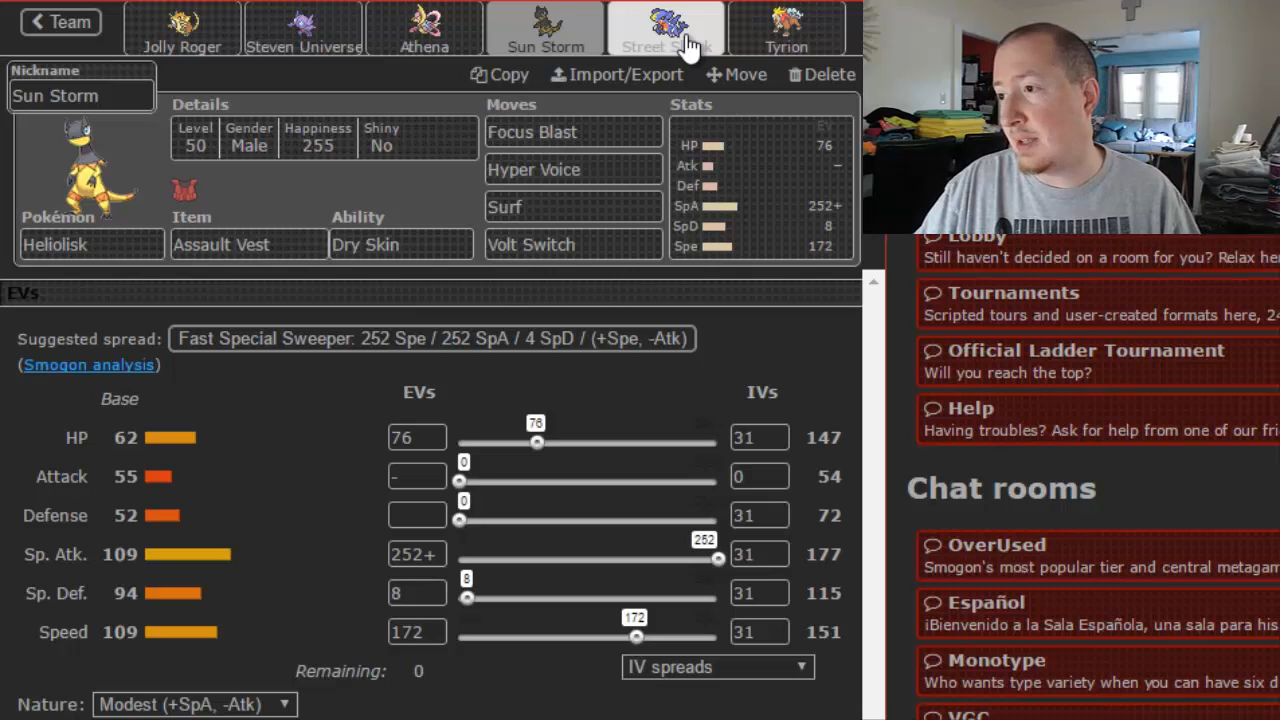 Team
Jolly Roger
Steven Universe
Athena
Sun Storm
Street
Tyrion
Nickname
Sun Storm
Copy
Import/Export
Move
Delete
Details
Moves
Stats
Level
50
Gender
Male
Happiness
255
Shiny
No
Focus Blast
Hyper Voice
Surf
Volt Switch
EV
HP 76
Atk –
Def
SpA 252+
SpD 8
Spe 172
Pokémon
Heliolisk
Item
Assault Vest
Ability
Dry Skin
EVs
Suggested spread: Fast Special Sweeper: 252 Spe / 252 SpA / 4 SpD / (+Spe, -Atk)
(Smogon analysis)
Base EVs IVs
HP 62 76 76 31 147
Attack 55 - 0 0 54
Defense 52 0 31 72
Sp. Atk. 109 252+ 252 31 177
Sp. Def. 94 8 8 31 115
Speed 109 172 172 31 151
Remaining: 0 IV spreads
Nature: Modest (+SpA, -Atk)
Lobby
Still haven't decided on a room for you? Relax
Tournaments
Scripted tours and user-created formats here,
Official Ladder Tournament
Will you reach the top?
Help
Having troubles? Ask for help from one of our
Chat rooms
OverUsed
Smogon's most popular tier and central
Español
¡Bienvenido a la Sala Española, una sala para
Monotype
Who wants type variety when you can have six
VGC